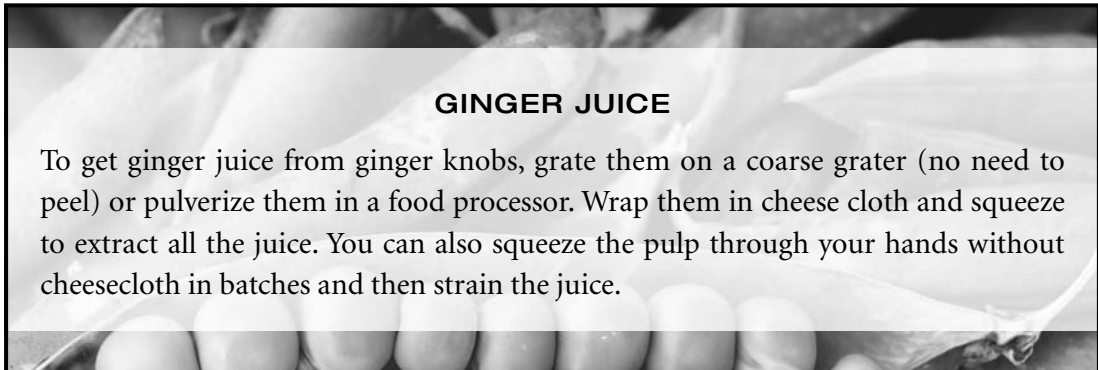 GINGER JUICE
To get ginger juice from ginger knobs, grate them on a coarse grater (no need to
peel) or pulverize them in a food processor. Wrap them in cheese cloth and squeeze
to extract all the juice. You can also squeeze the pulp through your hands without
cheesecloth in batches and then strain the juice.